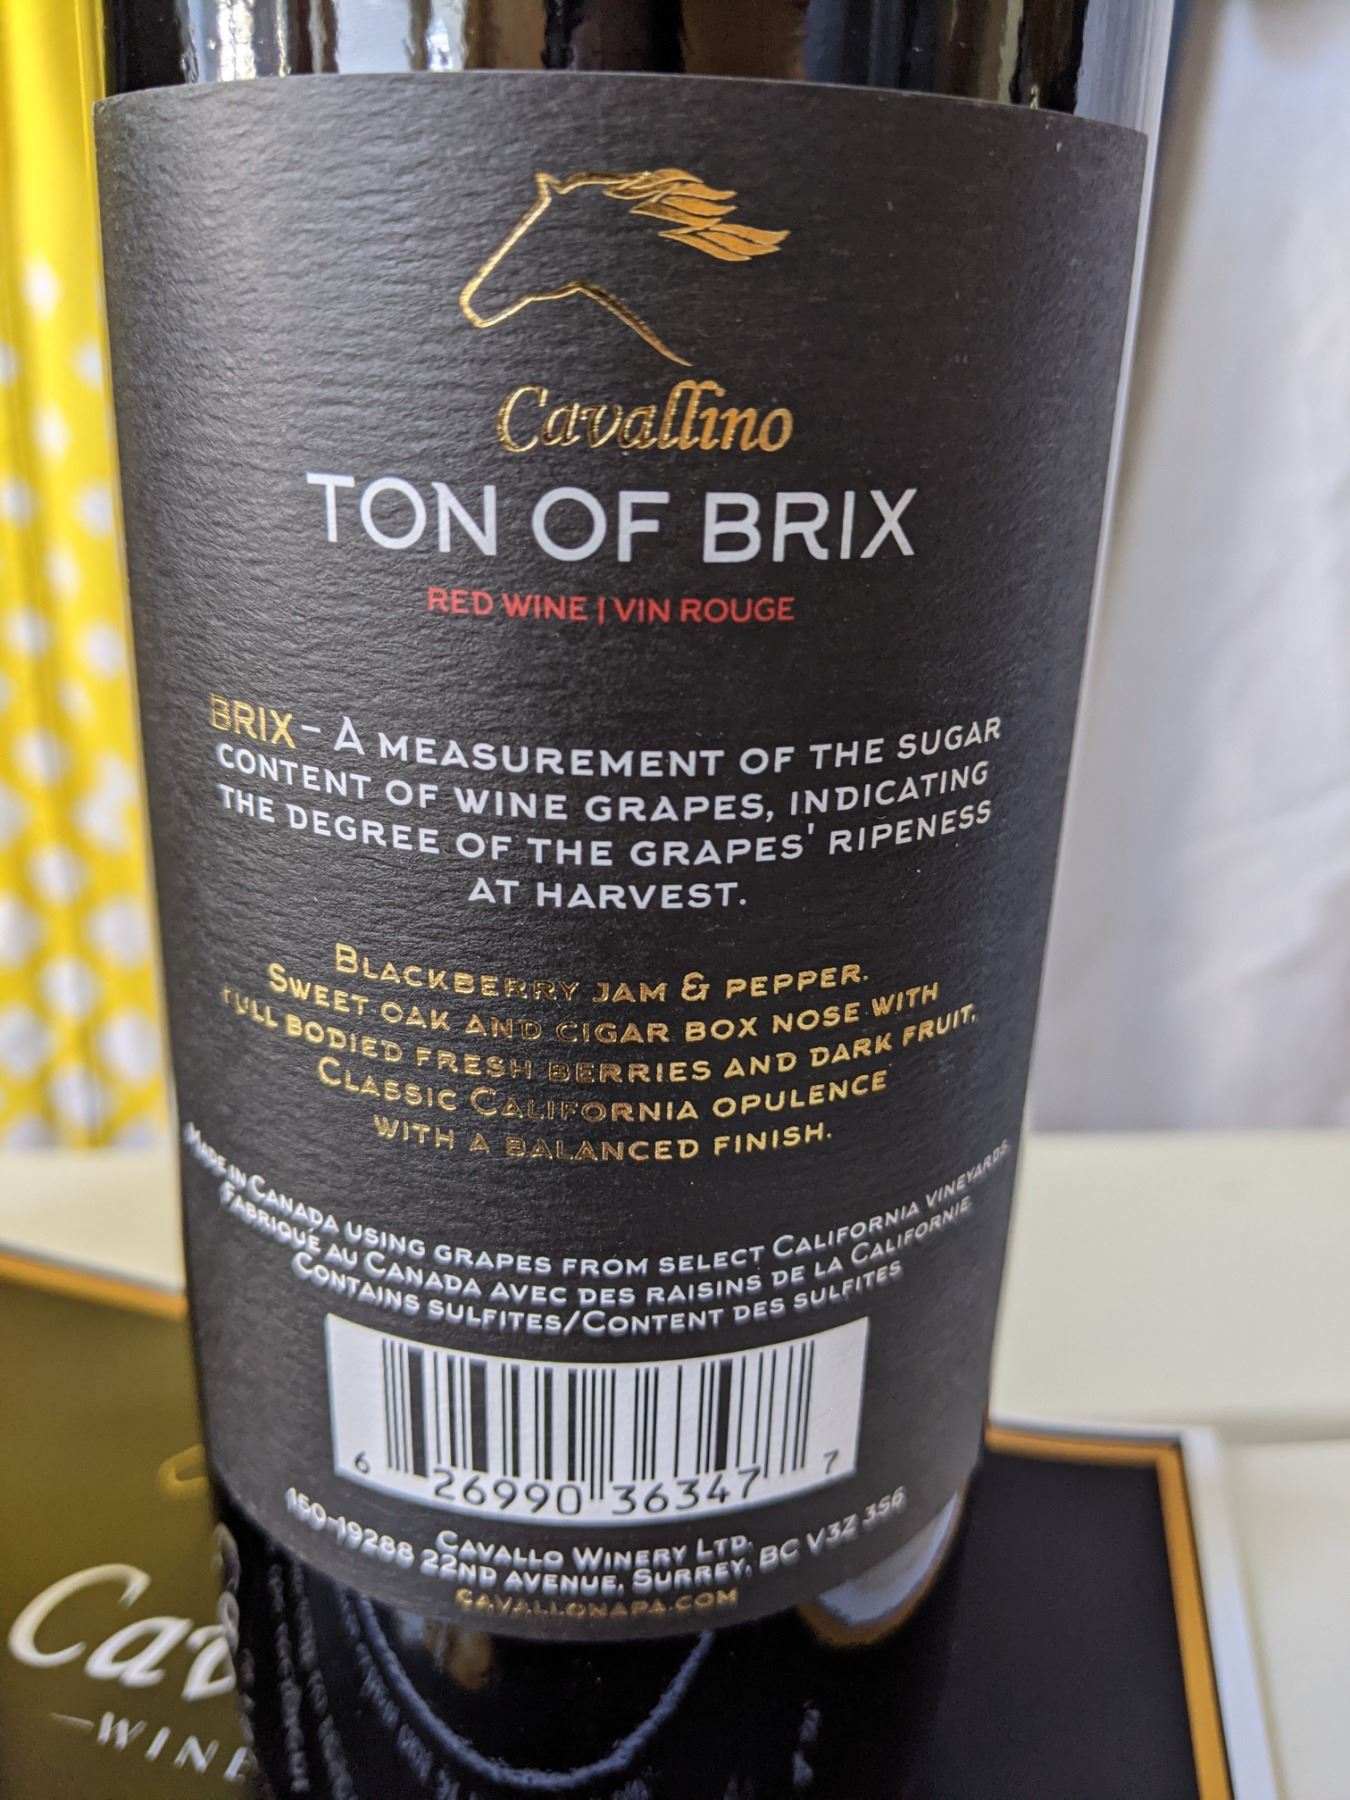 Cavallino
TON OF BRIX
RED WINE | VIN ROUGE
BRIX – A MEASUREMENT OF THE SUGAR
CONTENT OF WINE GRAPES, INDICATING
THE DEGREE OF THE GRAPES' RIPENESS
AT HARVEST.
BLACKBERRY JAM & PEPPER.
SWEET OAK AND CIGAR BOX NOSE WITH
FULL BODIED FRESH BERRIES AND DARK FRUIT,
CLASSIC CALIFORNIA OPULENCE
WITH A BALANCED FINISH.
MADE IN CANADA USING GRAPES FROM SELECT CALIFORNIA VINEYARDS.
FABRIQUÉ AU CANADA AVEC DES RAISINS DE LA CALIFORNIE
CONTAINS SULFITES/CONTENT DES SULFITES
6 26990 36347 7
CAVALLO WINERY LTD.
150-19288 22ND AVENUE, SURREY, BC V3Z 3S6
CAVALLONAPA.COM
Cav
WINE